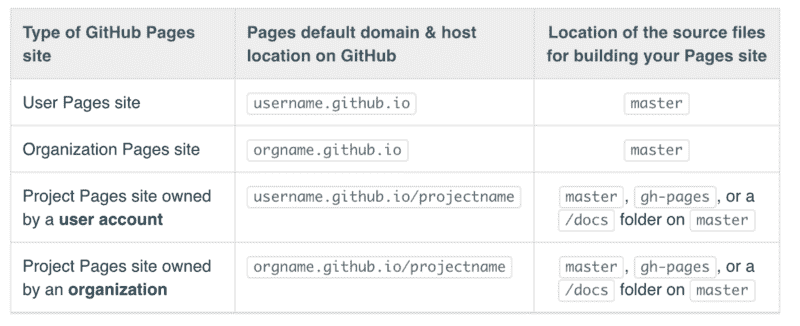 Type of GitHub Pages site
Pages default domain & host location on GitHub
Location of the source files for building your Pages site
User Pages site
username.github.io
master
Organization Pages site
orgname.github.io
master
Project Pages site owned by a user account
username.github.io/projectname
master, gh-pages, or a /docs folder on master
Project Pages site owned by an organization
orgname.github.io/projectname
master, gh-pages, or a /docs folder on master